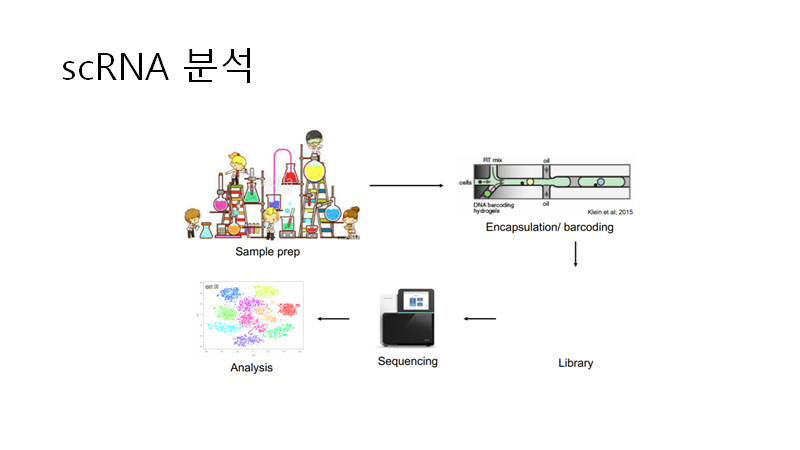 scRNA 분석
RT mix
oil
cells
DNA barcoding
hydrogels
oil
Klein et al; 2015
Sample prep
Encapsulation/ barcoding
Analysis
Sequencing
Library